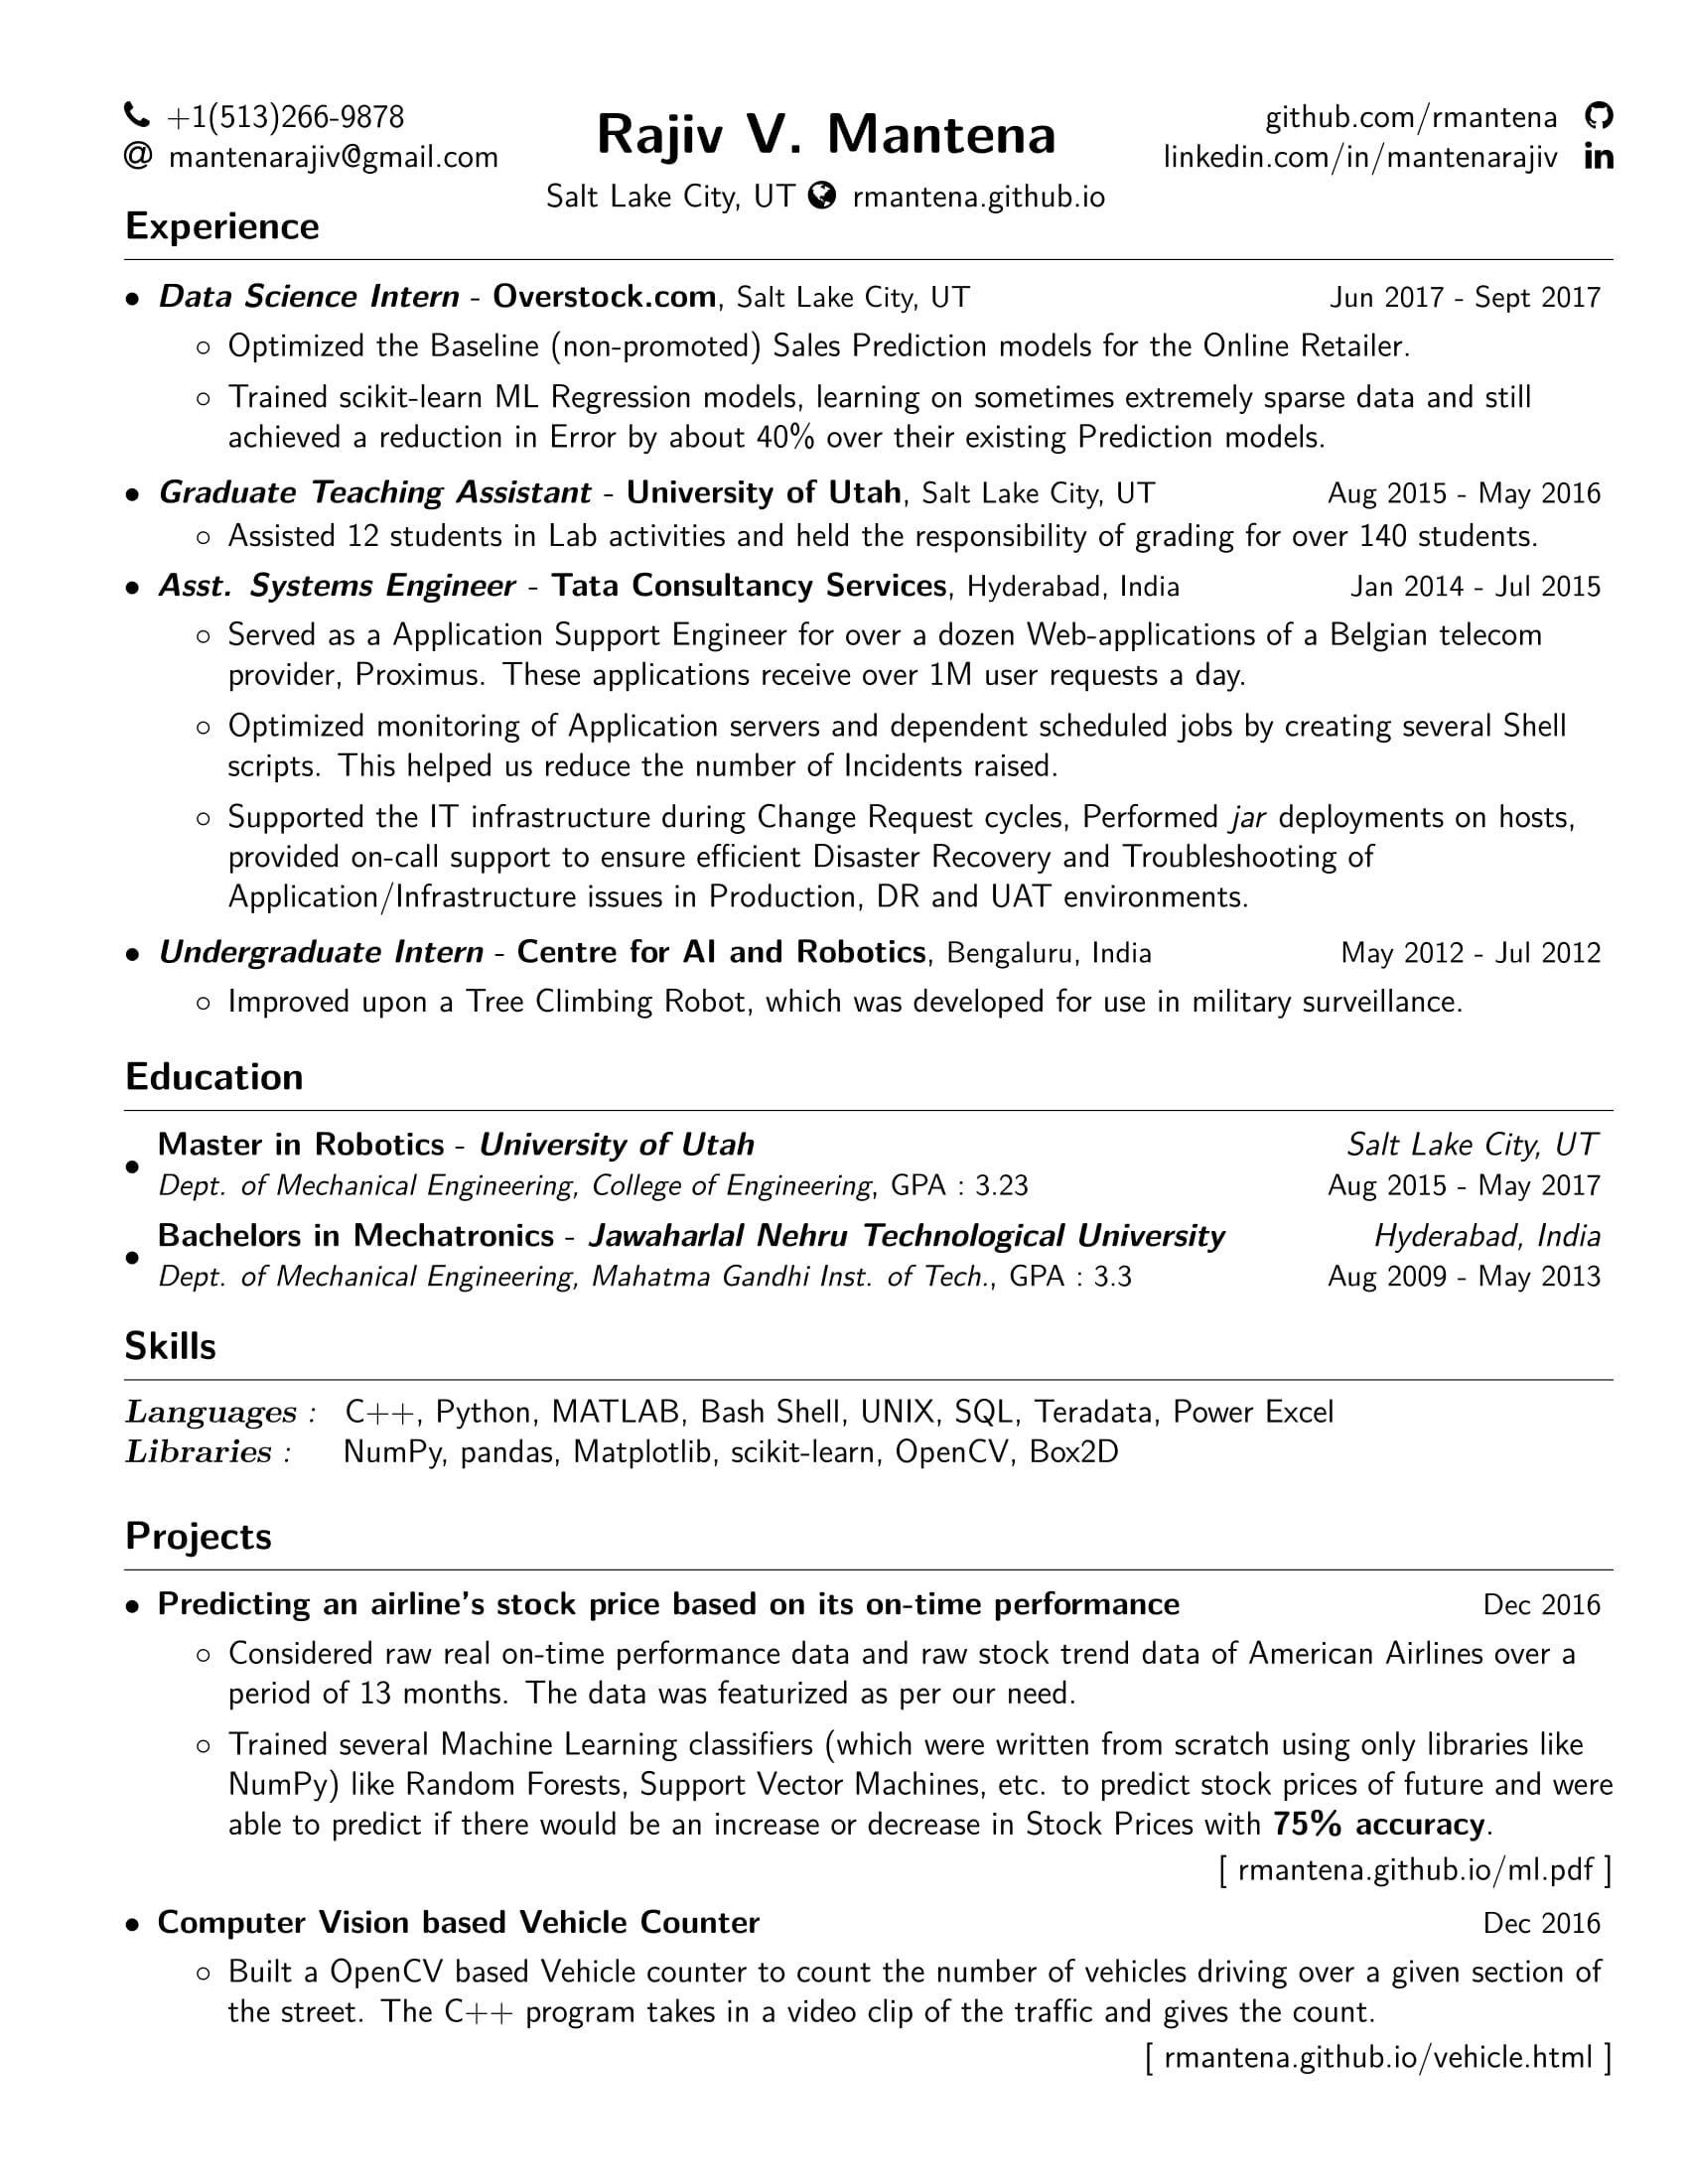 +1(513)266-9878
@ mantenarajiv@gmail.com
Rajiv V. Mantena
Salt Lake City, UT rmantena.github.io
github.com/rmantena
linkedin.com/in/mantenarajiv in
Experience
• Data Science Intern - Overstock.com, Salt Lake City, UT Jun 2017 - Sept 2017
◦ Optimized the Baseline (non-promoted) Sales Prediction models for the Online Retailer.
◦ Trained scikit-learn ML Regression models, learning on sometimes extremely sparse data and still
achieved a reduction in Error by about 40% over their existing Prediction models.
• Graduate Teaching Assistant - University of Utah, Salt Lake City, UT Aug 2015 - May 2016
◦ Assisted 12 students in Lab activities and held the responsibility of grading for over 140 students.
• Asst. Systems Engineer - Tata Consultancy Services, Hyderabad, India Jan 2014 - Jul 2015
◦ Served as a Application Support Engineer for over a dozen Web-applications of a Belgian telecom
provider, Proximus. These applications receive over 1M user requests a day.
◦ Optimized monitoring of Application servers and dependent scheduled jobs by creating several Shell
scripts. This helped us reduce the number of Incidents raised.
◦ Supported the IT infrastructure during Change Request cycles, Performed jar deployments on hosts,
provided on-call support to ensure efficient Disaster Recovery and Troubleshooting of
Application/Infrastructure issues in Production, DR and UAT environments.
• Undergraduate Intern - Centre for AI and Robotics, Bengaluru, India May 2012 - Jul 2012
◦ Improved upon a Tree Climbing Robot, which was developed for use in military surveillance.
Education
• Master in Robotics - University of Utah Salt Lake City, UT
Dept. of Mechanical Engineering, College of Engineering, GPA : 3.23 Aug 2015 - May 2017
• Bachelors in Mechatronics - Jawaharlal Nehru Technological University Hyderabad, India
Dept. of Mechanical Engineering, Mahatma Gandhi Inst. of Tech., GPA : 3.3 Aug 2009 - May 2013
Skills
Languages : C++, Python, MATLAB, Bash Shell, UNIX, SQL, Teradata, Power Excel
Libraries : NumPy, pandas, Matplotlib, scikit-learn, OpenCV, Box2D
Projects
• Predicting an airline's stock price based on its on-time performance Dec 2016
◦ Considered raw real on-time performance data and raw stock trend data of American Airlines over a
period of 13 months. The data was featurized as per our need.
◦ Trained several Machine Learning classifiers (which were written from scratch using only libraries like
NumPy) like Random Forests, Support Vector Machines, etc. to predict stock prices of future and were
able to predict if there would be an increase or decrease in Stock Prices with 75% accuracy.
[ rmantena.github.io/ml.pdf ]
• Computer Vision based Vehicle Counter Dec 2016
◦ Built a OpenCV based Vehicle counter to count the number of vehicles driving over a given section of
the street. The C++ program takes in a video clip of the traffic and gives the count.
[ rmantena.github.io/vehicle.html ]